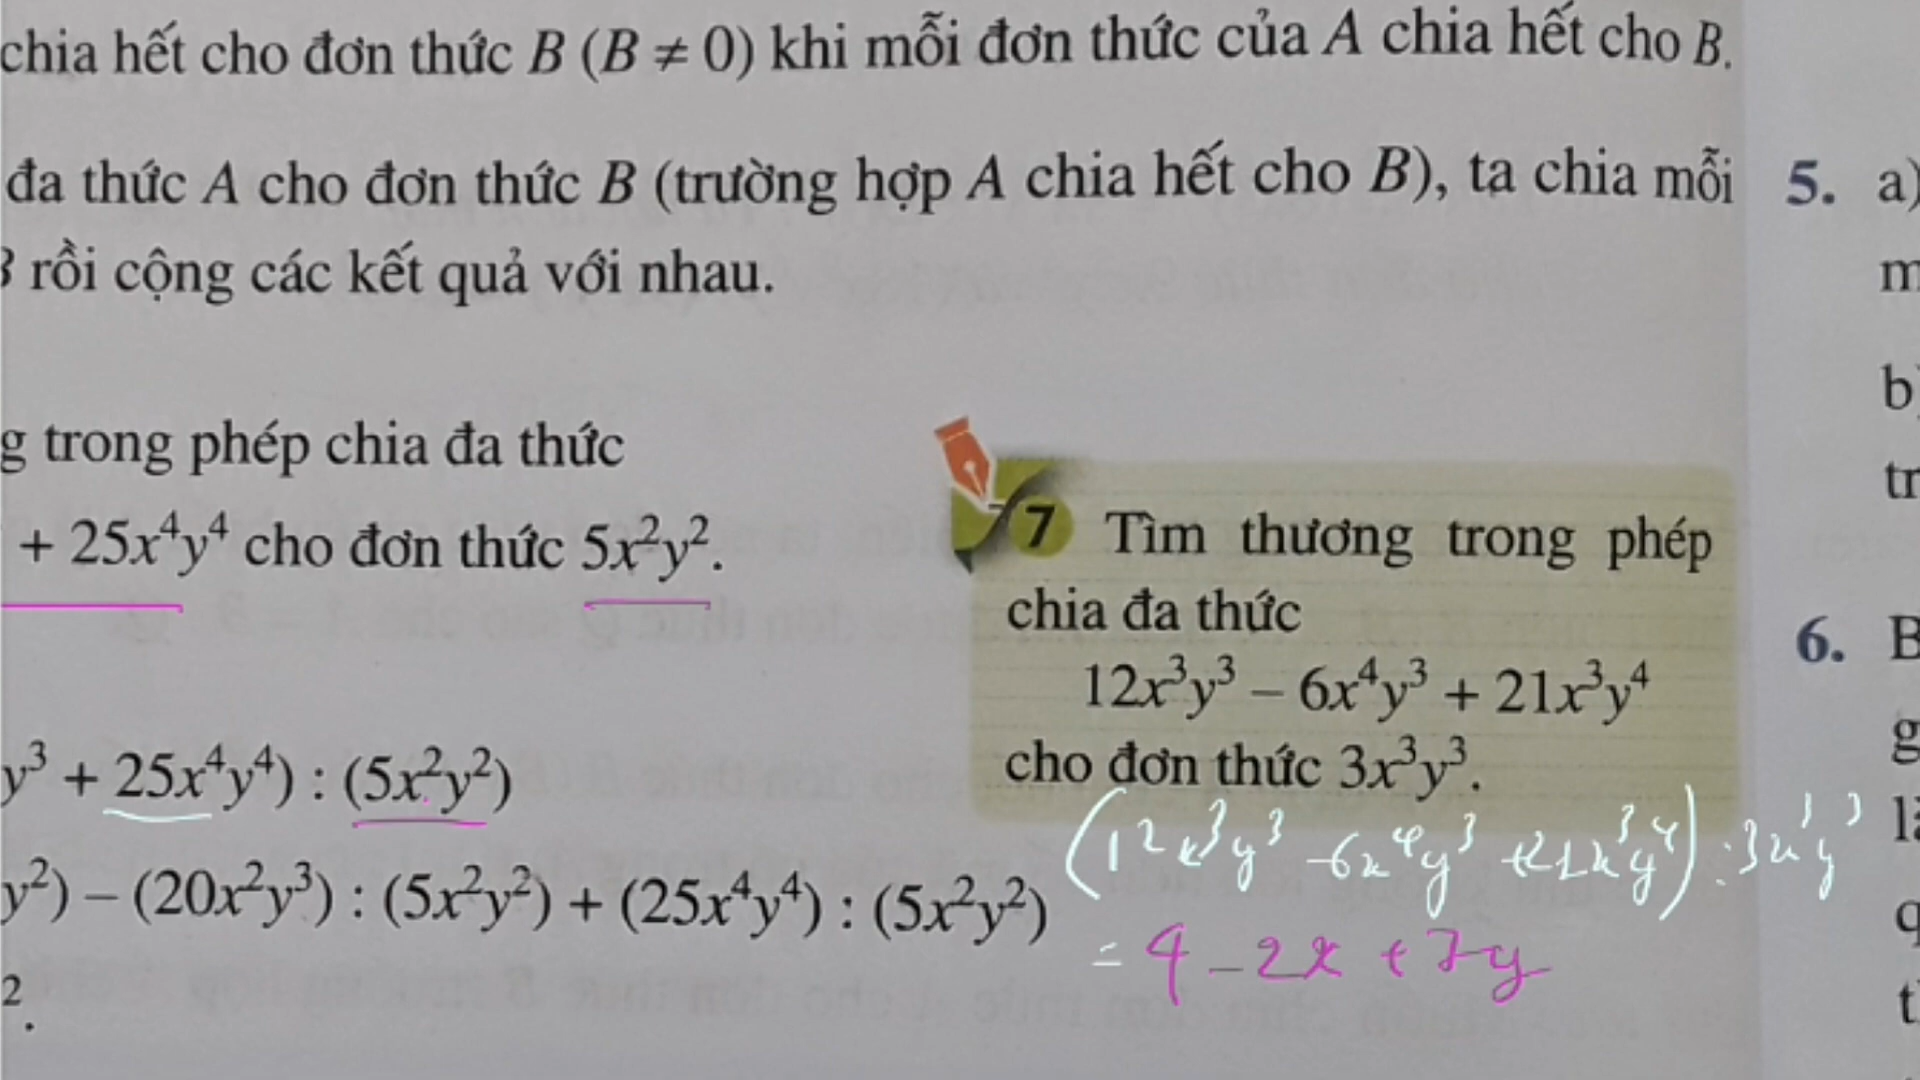 chia hết cho đơn thức B (B ≠ 0) khi mỗi đơn thức của A chia hết cho B.
đa thức A cho đơn thức B (trường hợp A chia hết cho B), ta chia mỗi
rồi cộng các kết quả với nhau.
g trong phép chia đa thức
+ 25x⁴y⁴ cho đơn thức 5x²y².
y³ + 25x⁴y⁴) : (5x²y²)
y²) – (20x²y³) : (5x²y²) + (25x⁴y⁴) : (5x²y²)
².
7 Tìm thương trong phép
chia đa thức
12x³y³ – 6x⁴y³ + 21x³y⁴
cho đơn thức 3x³y³.
(12x³y³ - 6x⁴y³ + 21x³y⁴) : 3x³y³
= 4 - 2x + 7y
5. a)
m
b)
tr
6. B
g
là
q
t